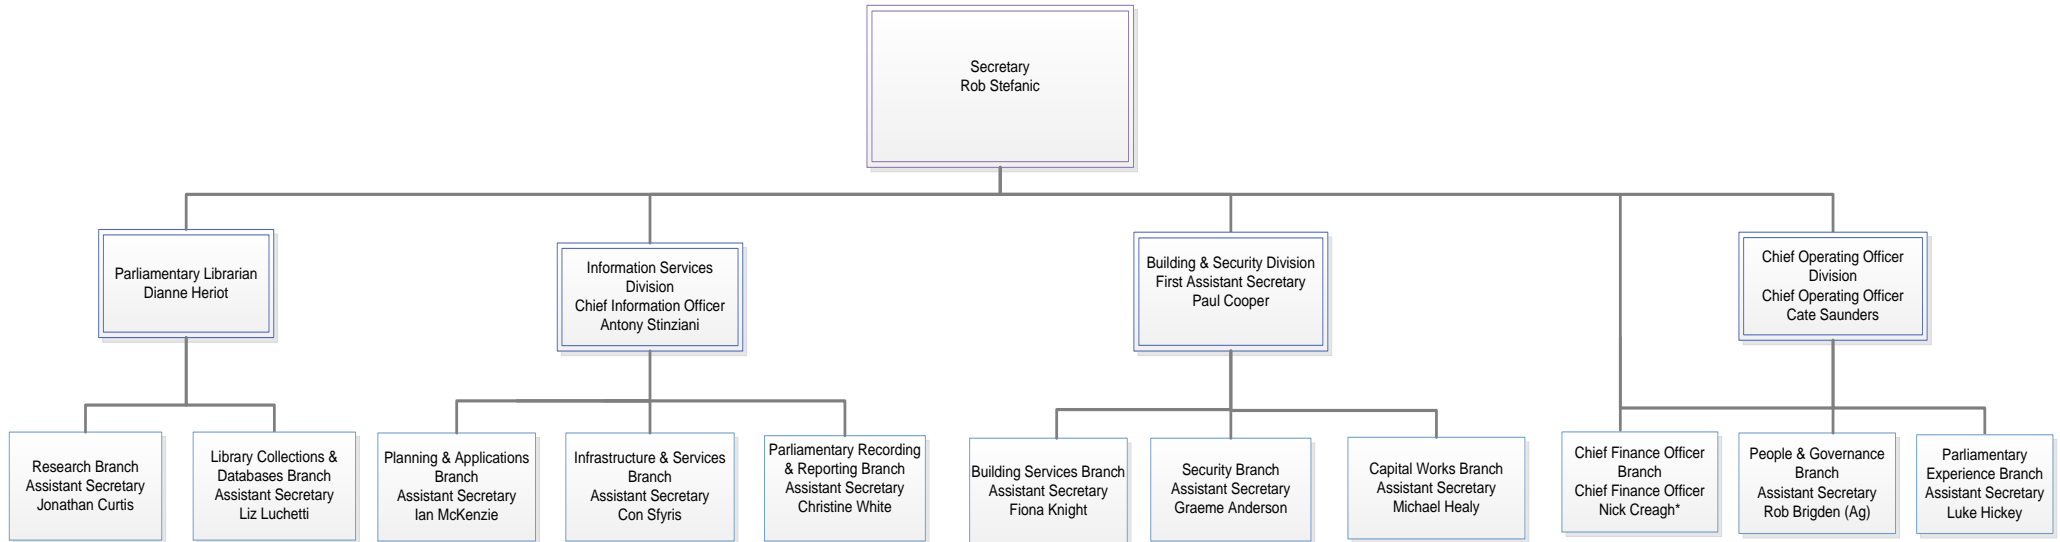 Secretary
Rob Stefanic
Parliamentary Librarian
Dianne Heriot
Information Services
Division
Chief Information Officer
Antony Stinziani
Building & Security Division
First Assistant Secretary
Paul Cooper
Chief Operating Officer
Division
Chief Operating Officer
Cate Saunders
Research Branch
Assistant Secretary
Jonathan Curtis
Library Collections &
Databases Branch
Assistant Secretary
Liz Luchetti
Planning & Applications
Branch
Assistant Secretary
Ian McKenzie
Infrastructure & Services
Branch
Assistant Secretary
Con Sfyris
Parliamentary Recording
& Reporting Branch
Assistant Secretary
Christine White
Building Services Branch
Assistant Secretary
Fiona Knight
Security Branch
Assistant Secretary
Graeme Anderson
Capital Works Branch
Assistant Secretary
Michael Healy
Chief Finance Officer
Branch
Chief Finance Officer
Nick Creagh*
People & Governance
Branch
Assistant Secretary
Rob Brigden (Ag)
Parliamentary
Experience Branch
Assistant Secretary
Luke Hickey